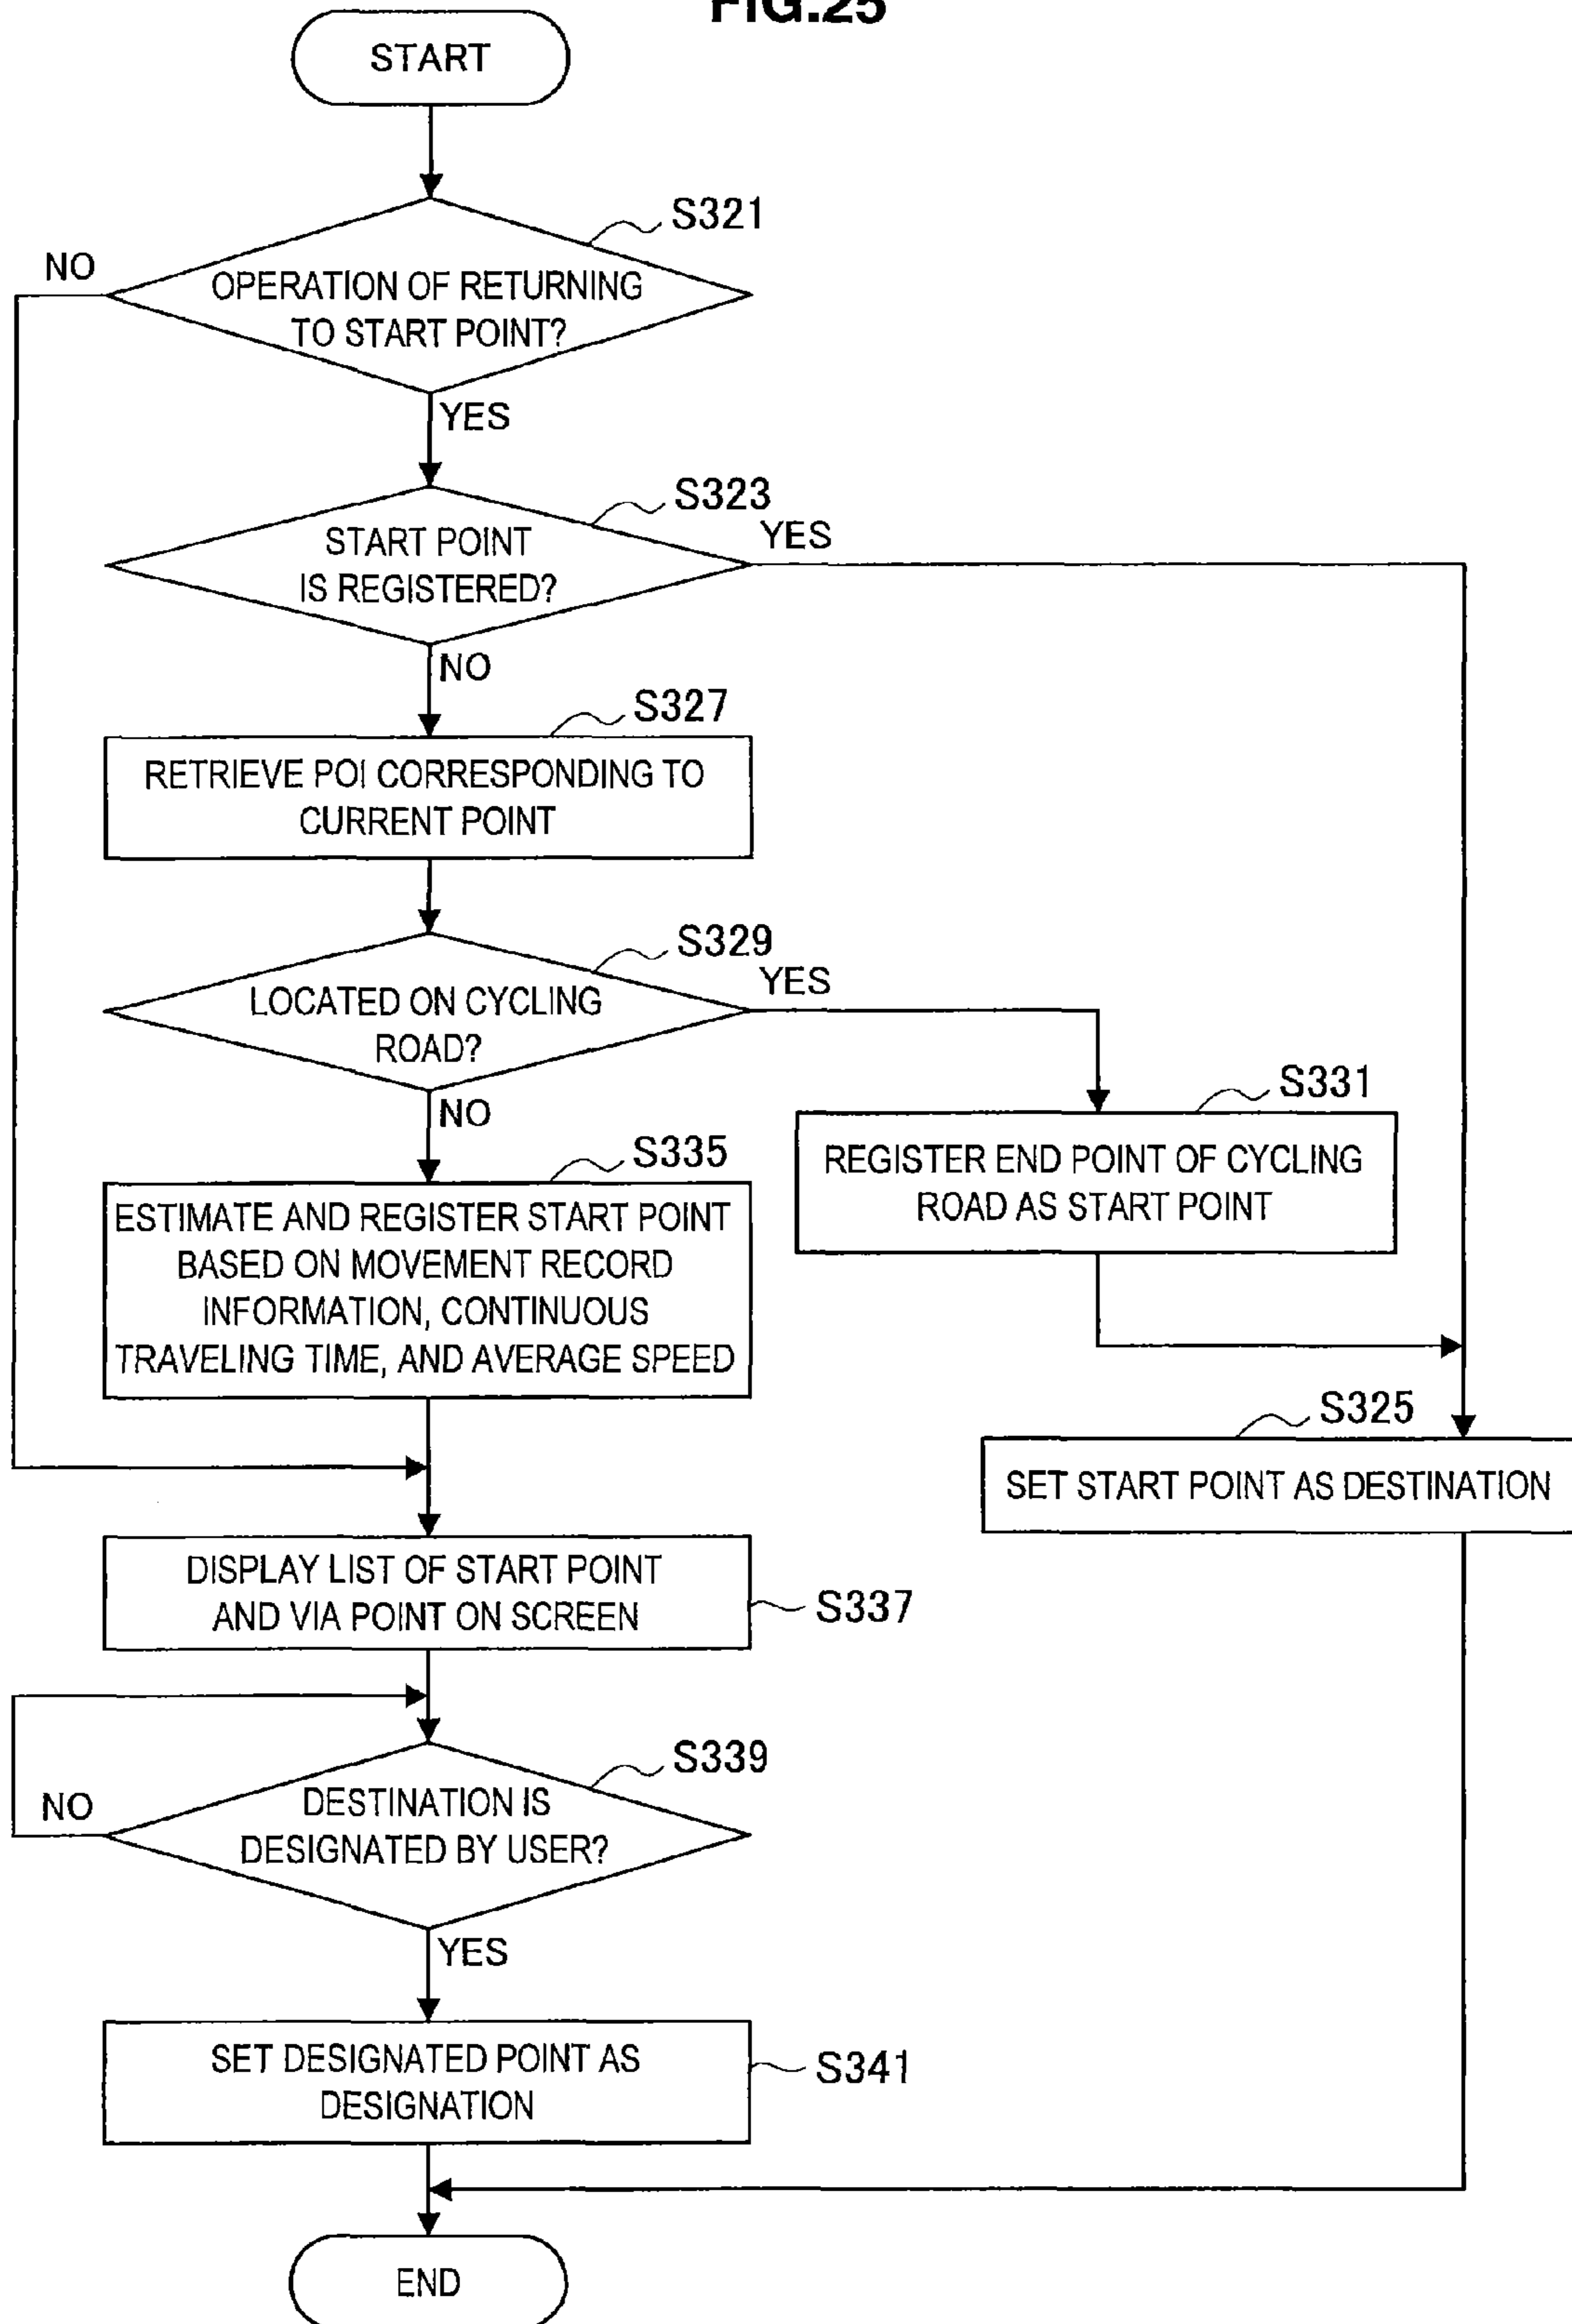 FIG.25
START
S321
NO
OPERATION OF RETURNING
TO START POINT?
YES
S323
YES
START POINT
IS REGISTERED?
NO
S327
RETRIEVE POI CORRESPONDING TO
CURRENT POINT
S329
YES
LOCATED ON CYCLING
ROAD?
NO
S331
REGISTER END POINT OF CYCLING
ROAD AS START POINT
S335
ESTIMATE AND REGISTER START POINT
BASED ON MOVEMENT RECORD
INFORMATION, CONTINUOUS
TRAVELING TIME, AND AVERAGE SPEED
S325
SET START POINT AS DESTINATION
DISPLAY LIST OF START POINT
AND VIA POINT ON SCREEN
S337
S339
NO
DESTINATION IS
DESIGNATED BY USER?
YES
SET DESIGNATED POINT AS
DESIGNATION
S341
END